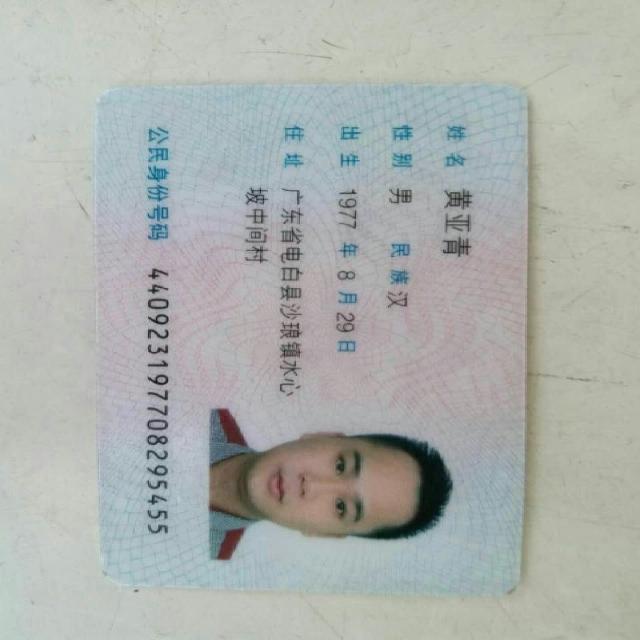 姓名 黄亚青
性别 男 民族 汉
出生 1977 年 8 月 29 日
住址 广东省电白县沙琅镇水心
坡中间村
公民身份号码 440923197708295455